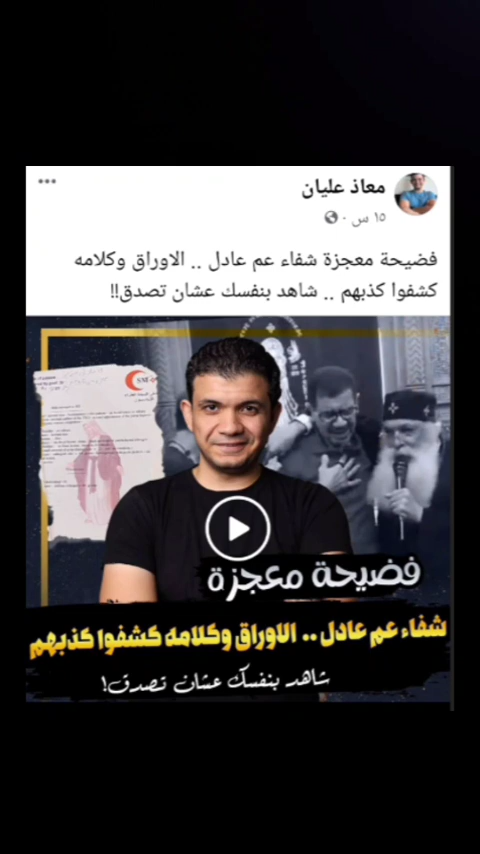 معاذ عليان
١٥ س
فضيحة معجزة شفاء عم عادل .. الاوراق وكلامه
كشفوا كذبهم .. شاهد بنفسك عشان تصدق!!
فضيحة معجزة
شفاء عم عادل .. الاوراق وكلامه كشفوا كذبهم
شاهد بنفسك عشان تصدق!